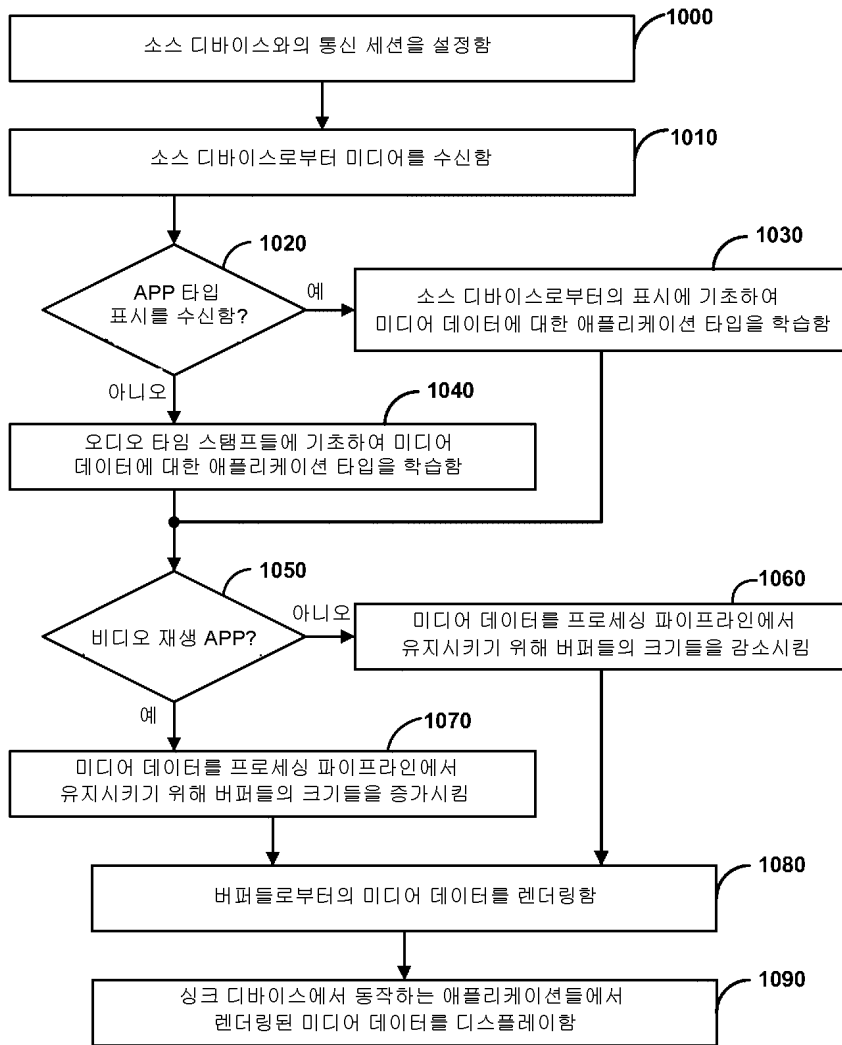 1000
소스 디바이스와의 통신 세션을 설정함
1010
소스 디바이스로부터 미디어를 수신함
1020
APP 타입
표시를 수신함?
예
1030
소스 디바이스로부터의 표시에 기초하여
미디어 데이터에 대한 애플리케이션 타입을 학습함
아니오
1040
오디오 타임 스탬프들에 기초하여 미디어
데이터에 대한 애플리케이션 타입을 학습함
1050
비디오 재생 APP?
아니오
1060
미디어 데이터를 프로세싱 파이프라인에서
유지시키기 위해 버퍼들의 크기들을 감소시킴
예
1070
미디어 데이터를 프로세싱 파이프라인에서
유지시키기 위해 버퍼들의 크기들을 증가시킴
1080
버퍼들로부터의 미디어 데이터를 렌더링함
1090
싱크 디바이스에서 동작하는 애플리케이션들에서
렌더링된 미디어 데이터를 디스플레이함